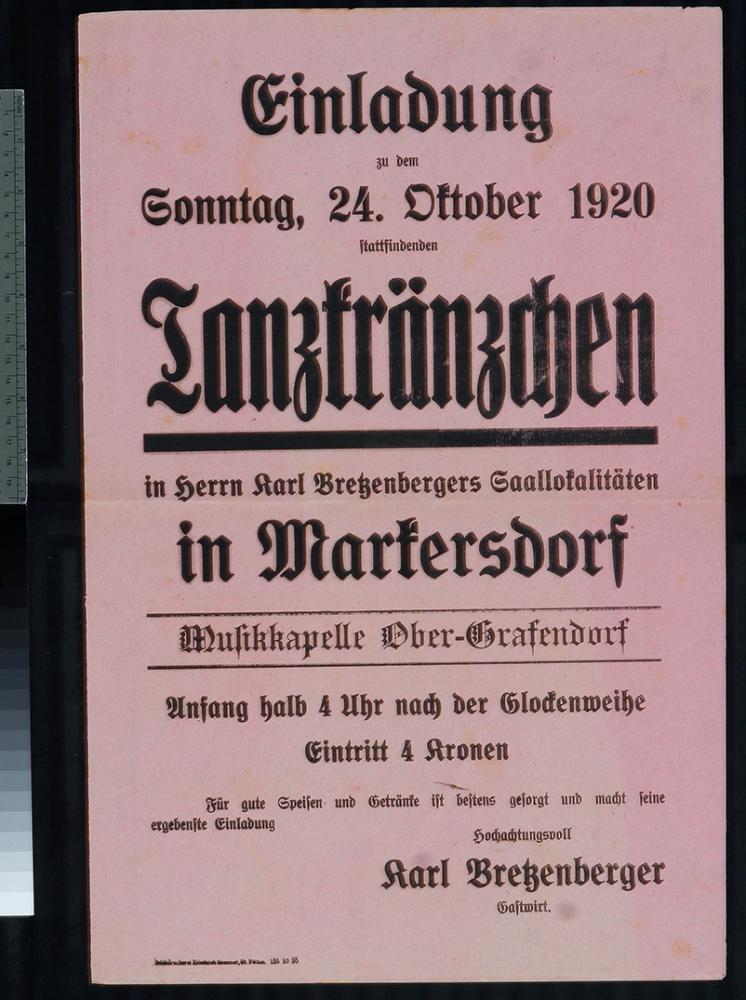 Einladung
zu dem
Sonntag, 24. Oktober 1920
stattfindenden
Tanzkränzchen
in Herrn Karl Bretzenbergers Saallokalitäten
in Markersdorf
Musikkapelle Ober-Grafendorf
Anfang halb 4 Uhr nach der Glockenweihe
Eintritt 4 Kronen
Für gute Speisen und Getränke ist bestens gesorgt und macht seine
ergebenste Einladung
Hochachtungsvoll
Karl Bretzenberger
Gastwirt.